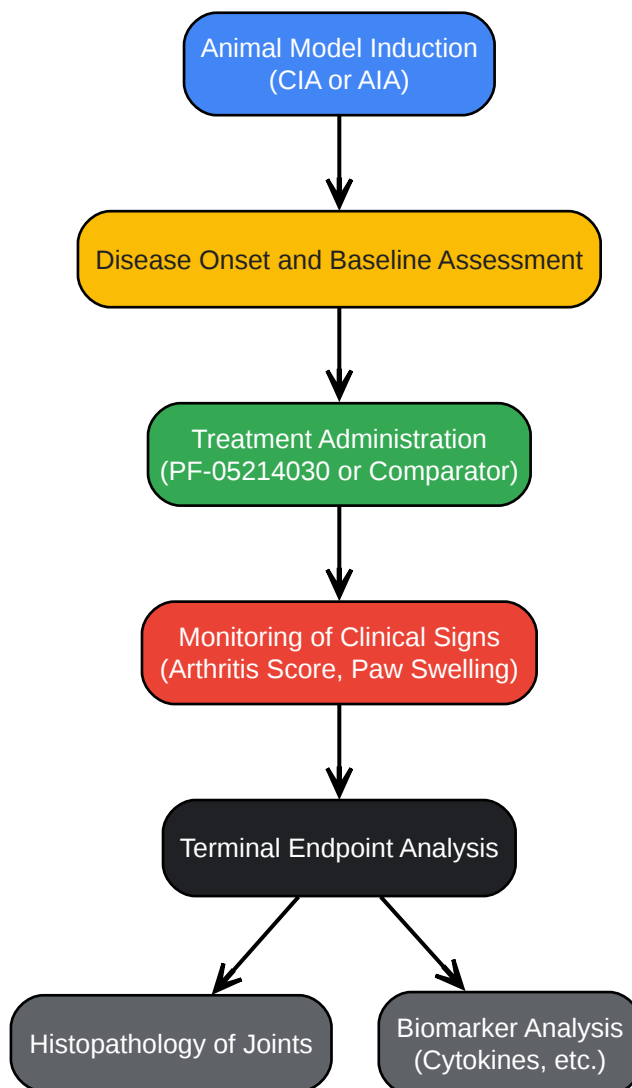 Animal Model Induction
(CIA or AIA)
Disease Onset and Baseline Assessment
Treatment Administration
(PF-05214030 or Comparator)
Monitoring of Clinical Signs
(Arthritis Score, Paw Swelling)
Terminal Endpoint Analysis
Histopathology of Joints
Biomarker Analysis
(Cytokines, etc.)